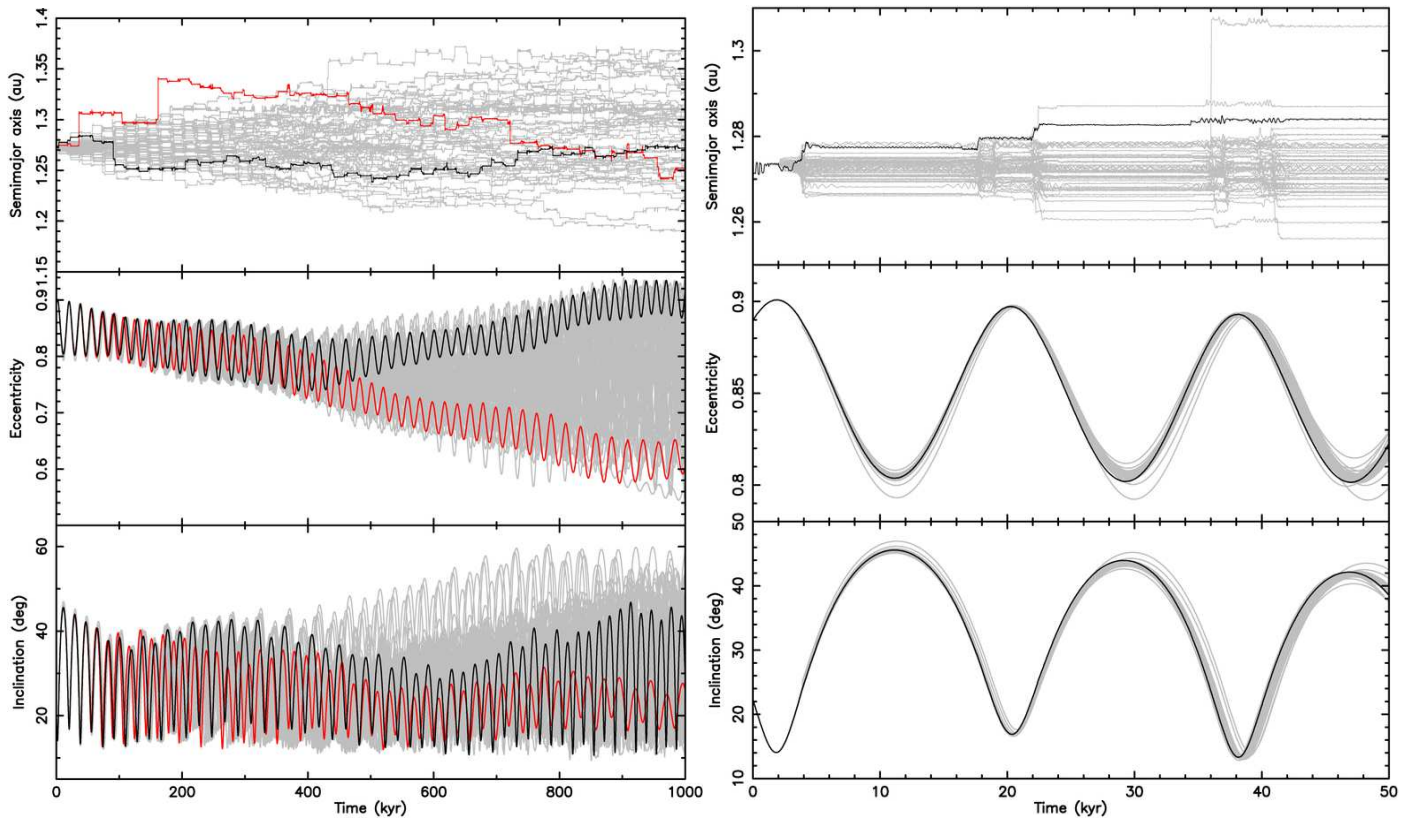 Semimajor axis (au)
1.15 1.2 1.25 1.3 1.35 1.4
Eccentricity
0.6 0.7 0.8 0.9
Inclination (deg)
20 40 60
0 200 400 600 800 1000
Time (kyr)
Semimajor axis (au)
1.26 1.28 1.3
Eccentricity
0.8 0.85 0.9
Inclination (deg)
10 20 30 40 50
0 10 20 30 40 50
Time (kyr)